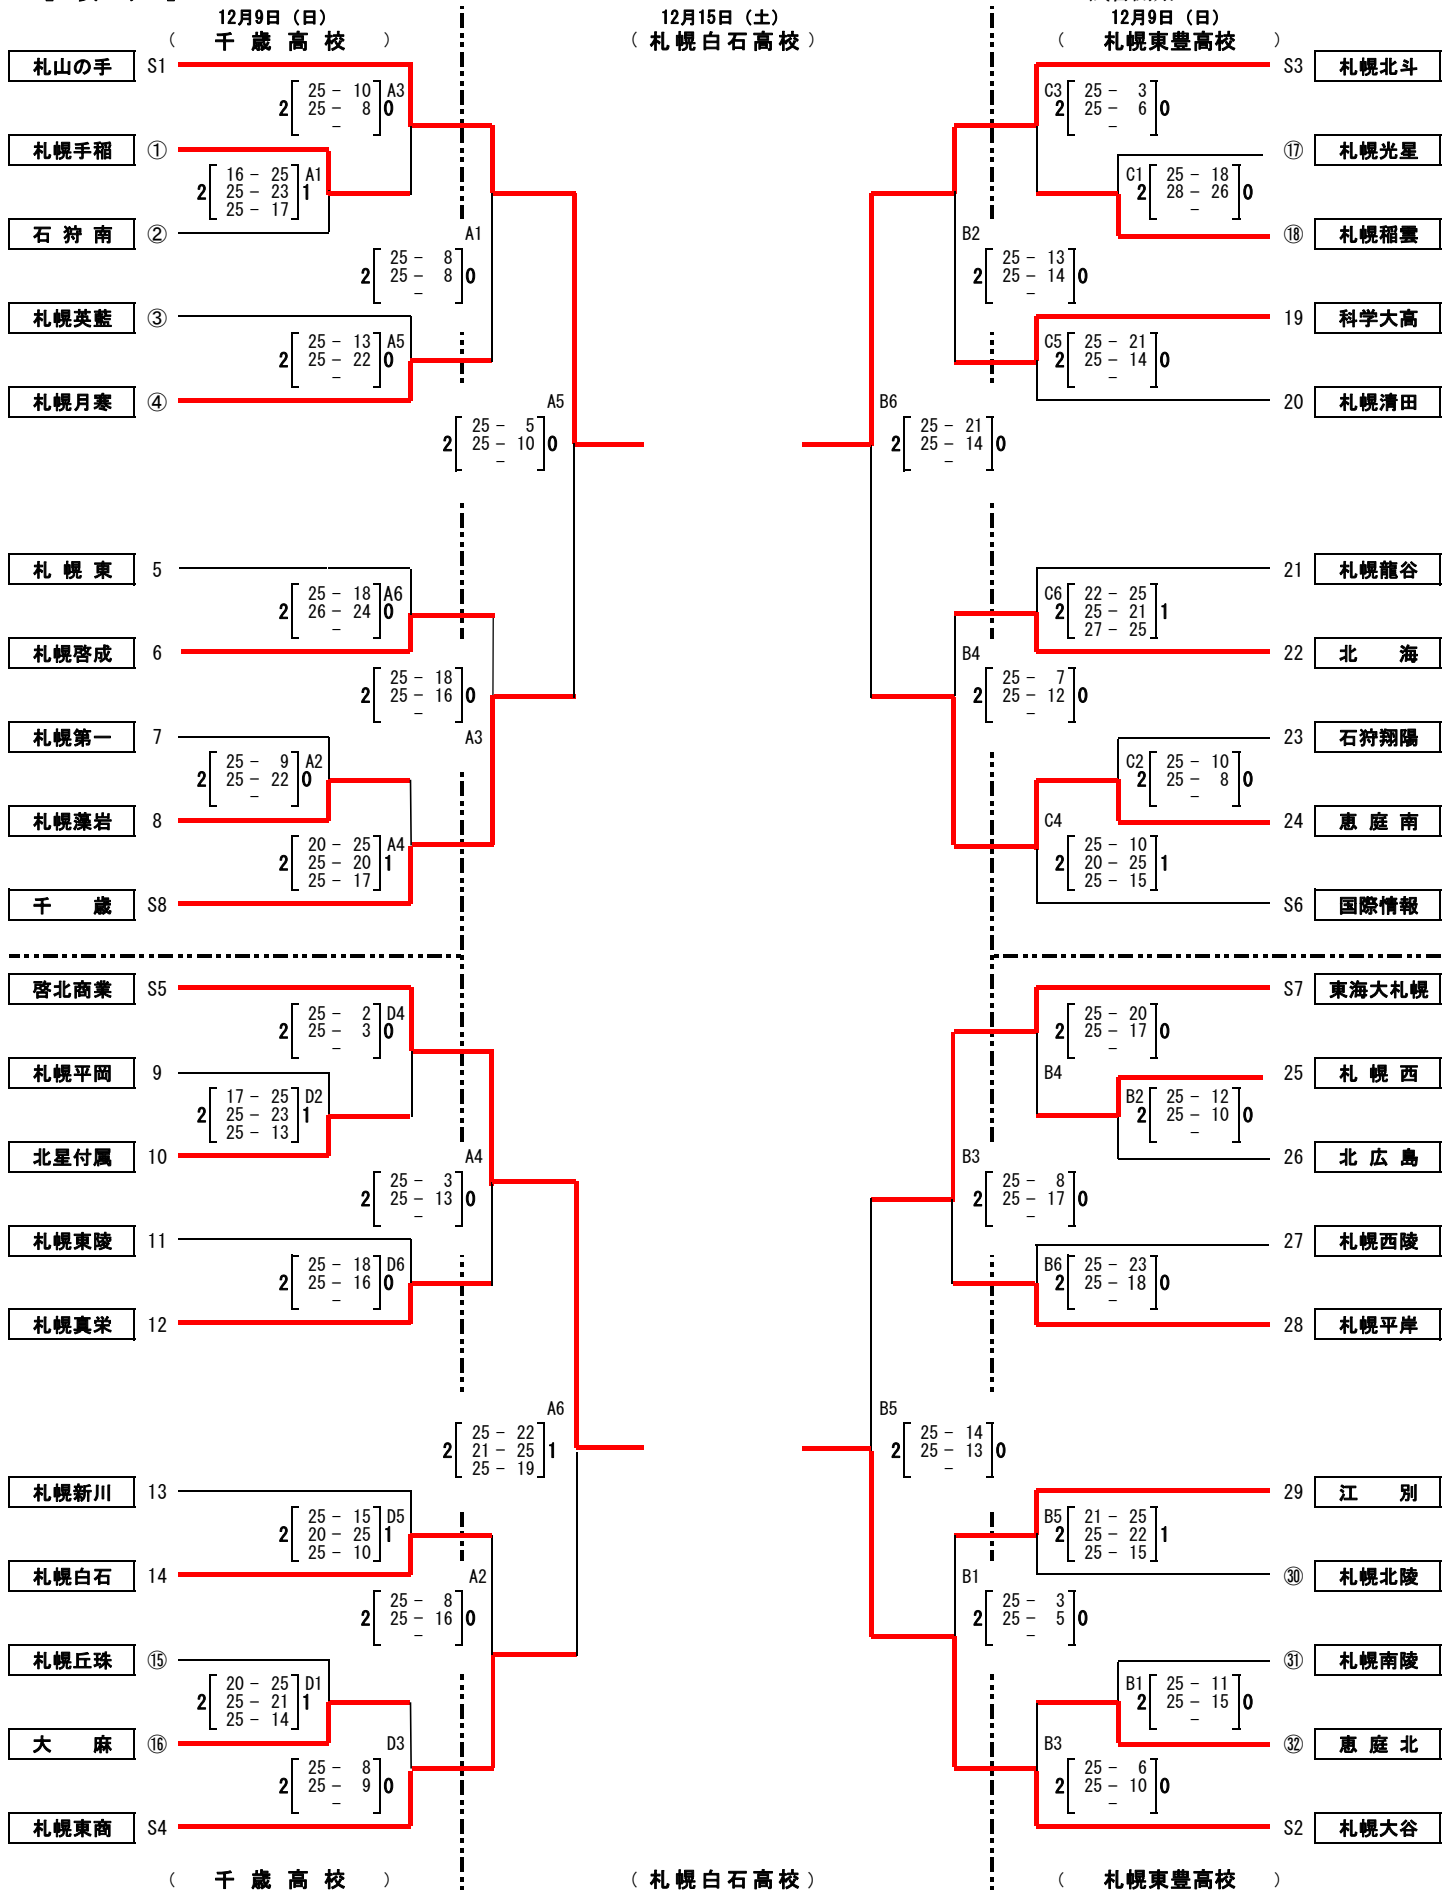 12月9日（日）
12月15日（土）
12月9日（日）
（ 千 歳 高 校 ）
（ 札幌白石高校 ）
（ 札幌東豊高校 ）
札山の手 S1
25 - 10
25 - 8
-
2 0 A3
札幌手稲 ①
16 - 25
25 - 23
25 - 17
2 1 A1
石 狩 南 ②
A1
25 - 8
25 - 8
-
2 0
札幌英藍 ③
25 - 13
25 - 22
-
2 0 A5
札幌月寒 ④
A5
25 - 5
25 - 10
-
2 0
札 幌 東 5
25 - 18
26 - 24
-
2 0 A6
札幌啓成 6
25 - 18
25 - 16
-
2 0
A3
札幌第一 7
25 - 9
25 - 22
-
2 0 A2
札幌藻岩 8
20 - 25
25 - 20
25 - 17
2 1 A4
千 歳 S8
啓北商業 S5
25 - 2
25 - 3
-
2 0 D4
札幌平岡 9
17 - 25
25 - 23
25 - 13
2 1 D2
北星付属 10
A4
25 - 3
25 - 13
-
2 0
札幌東陵 11
25 - 18
25 - 16
-
2 0 D6
札幌真栄 12
A6
25 - 22
21 - 25
25 - 19
2 1
札幌新川 13
25 - 15
20 - 25
25 - 10
2 1 D5
札幌白石 14
A2
25 - 8
25 - 16
-
2 0
札幌丘珠 ⑮
20 - 25
25 - 21
25 - 14
2 1 D1
大 麻 ⑯
D3
25 - 8
25 - 9
-
2 0
札幌東商 S4
S3 札幌北斗
C3
25 - 3
25 - 6
-
2 0
⑰ 札幌光星
C1
25 - 18
28 - 26
-
2 0
⑱ 札幌稲雲
B2
25 - 13
25 - 14
-
2 0
19 科学大高
C5
25 - 21
25 - 14
-
2 0
20 札幌清田
B6
25 - 21
25 - 14
-
2 0
21 札幌龍谷
C6
22 - 25
25 - 21
27 - 25
2 1
22 北 海
B4
25 - 7
25 - 12
-
2 0
23 石狩翔陽
C2
25 - 10
25 - 8
-
2 0
24 恵 庭 南
C4
25 - 10
20 - 25
25 - 15
2 1
S6 国際情報
S7 東海大札幌
25 - 20
25 - 17
-
2 0
B4
25 札 幌 西
B2
25 - 12
25 - 10
-
2 0
26 北 広 島
B3
25 - 8
25 - 17
-
2 0
27 札幌西陵
B6
25 - 23
25 - 18
-
2 0
28 札幌平岸
B5
25 - 14
25 - 13
-
2 0
29 江 別
B5
21 - 25
25 - 22
25 - 15
2 1
㉚ 札幌北陵
B1
25 - 3
25 - 5
-
2 0
㉛ 札幌南陵
B1
25 - 11
25 - 15
-
2 0
㉜ 恵 庭 北
B3
25 - 6
25 - 10
-
2 0
S2 札幌大谷
（ 千 歳 高 校 ）
（ 札幌白石高校 ）
（ 札幌東豊高校 ）